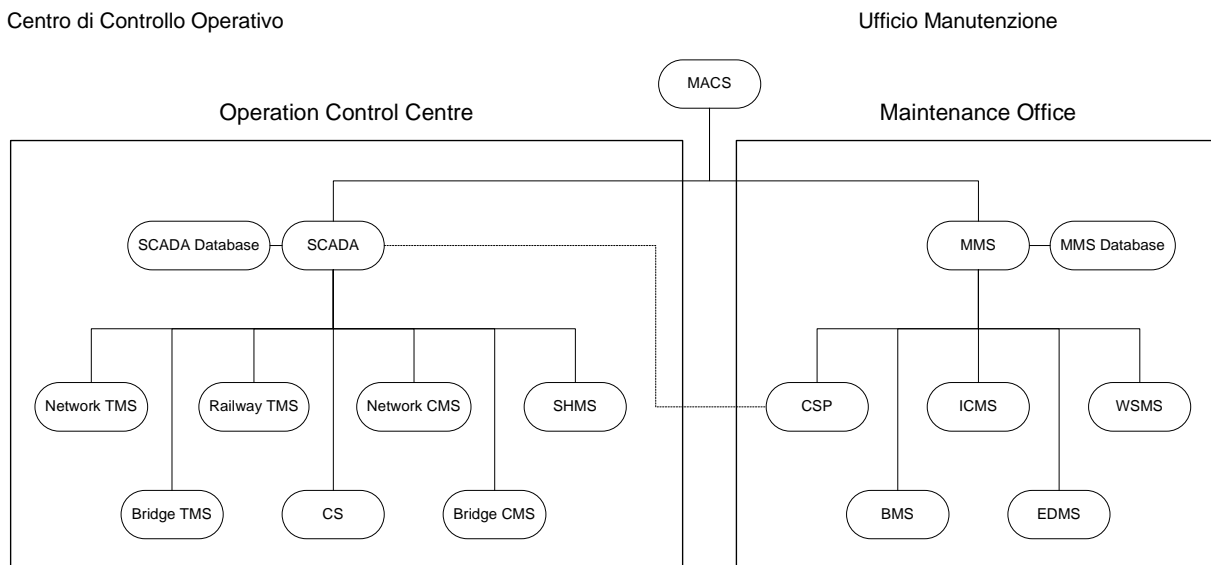 Centro di Controllo Operativo
Ufficio Manutenzione
MACS
Operation Control Centre
Maintenance Office
SCADA Database
SCADA
MMS
MMS Database
Network TMS
Railway TMS
Network CMS
SHMS
CSP
ICMS
WSMS
Bridge TMS
CS
Bridge CMS
BMS
EDMS